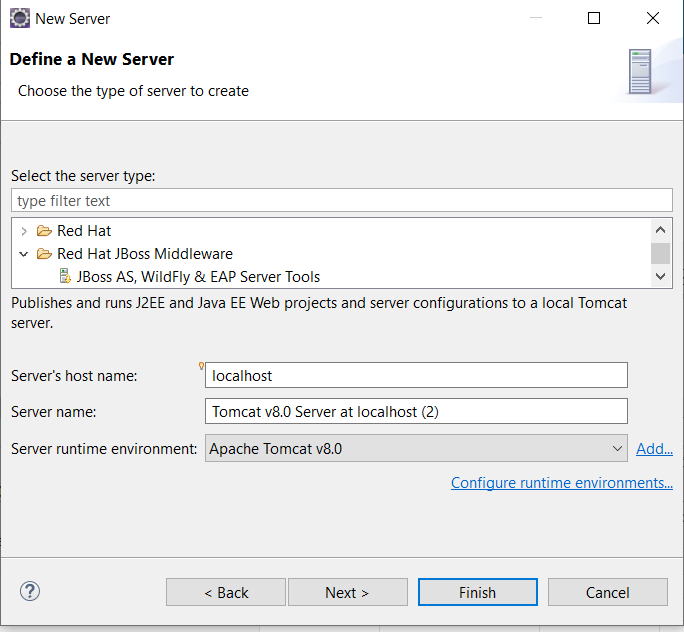 New Server
Define a New Server
Choose the type of server to create
Select the server type:
type filter text
Red Hat
Red Hat JBoss Middleware
JBoss AS, WildFly & EAP Server Tools
Publishes and runs J2EE and Java EE Web projects and server configurations to a local Tomcat
server.
Server's host name: localhost
Server name: Tomcat v8.0 Server at localhost (2)
Server runtime environment: Apache Tomcat v8.0 Add...
Configure runtime environments...
? < Back Next > Finish Cancel